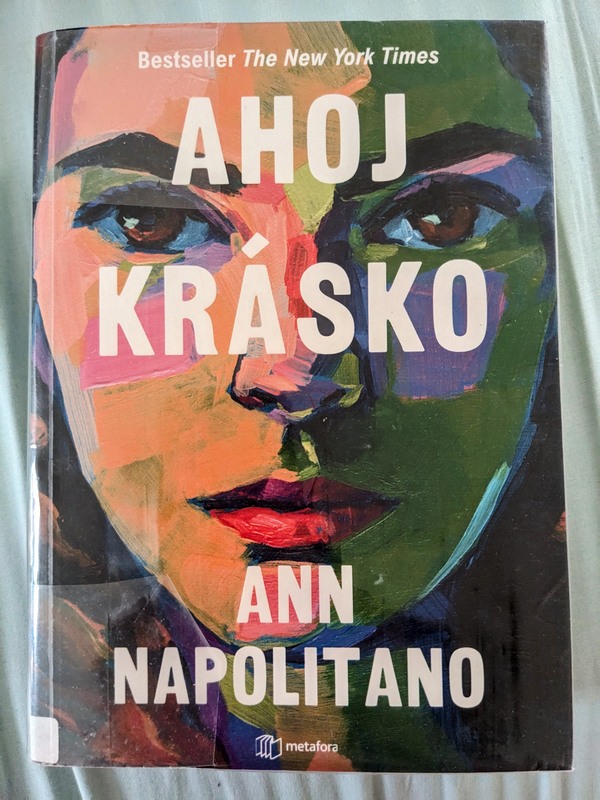 Bestseller The New York Times
AHOJ
KRÁSKO
ANN
NAPOLITANO
metafora